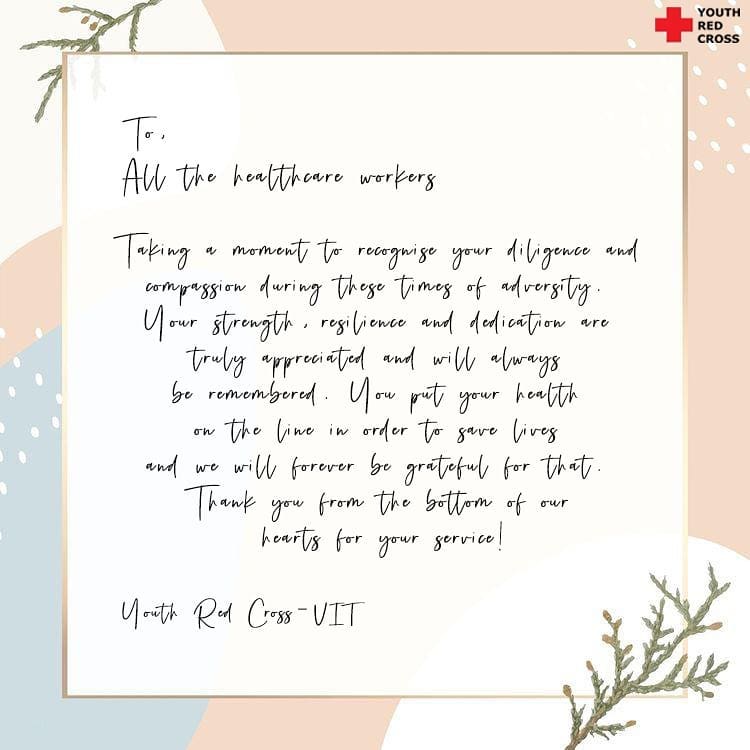 YOUTH
RED
CROSS
To,
All the healthcare workers
Taking a moment to recognise your diligence and
compassion during these times of adversity.
Your strength, resilience and dedication are
truly appreciated and will always
be remembered. You put your health
on the line in order to save lives
and we will forever be grateful for that.
Thank you from the bottom of our
hearts for your service!
Youth Red Cross-VIT